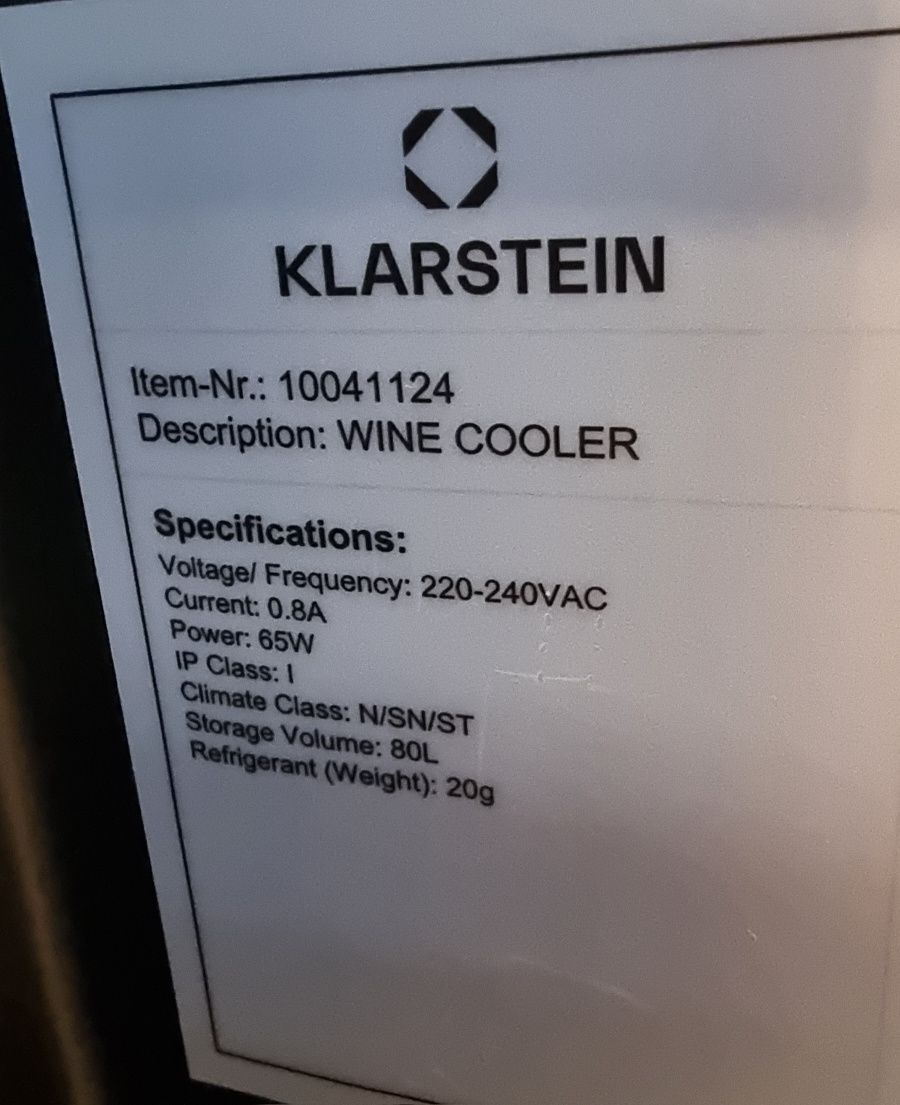 KLARSTEIN
Item-Nr.: 10041124
Description: WINE COOLER
Specifications:
Voltage/ Frequency: 220-240VAC
Current: 0.8A
Power: 65W
IP Class: I
Climate Class: N/SN/ST
Storage Volume: 80L
Refrigerant (Weight): 20g